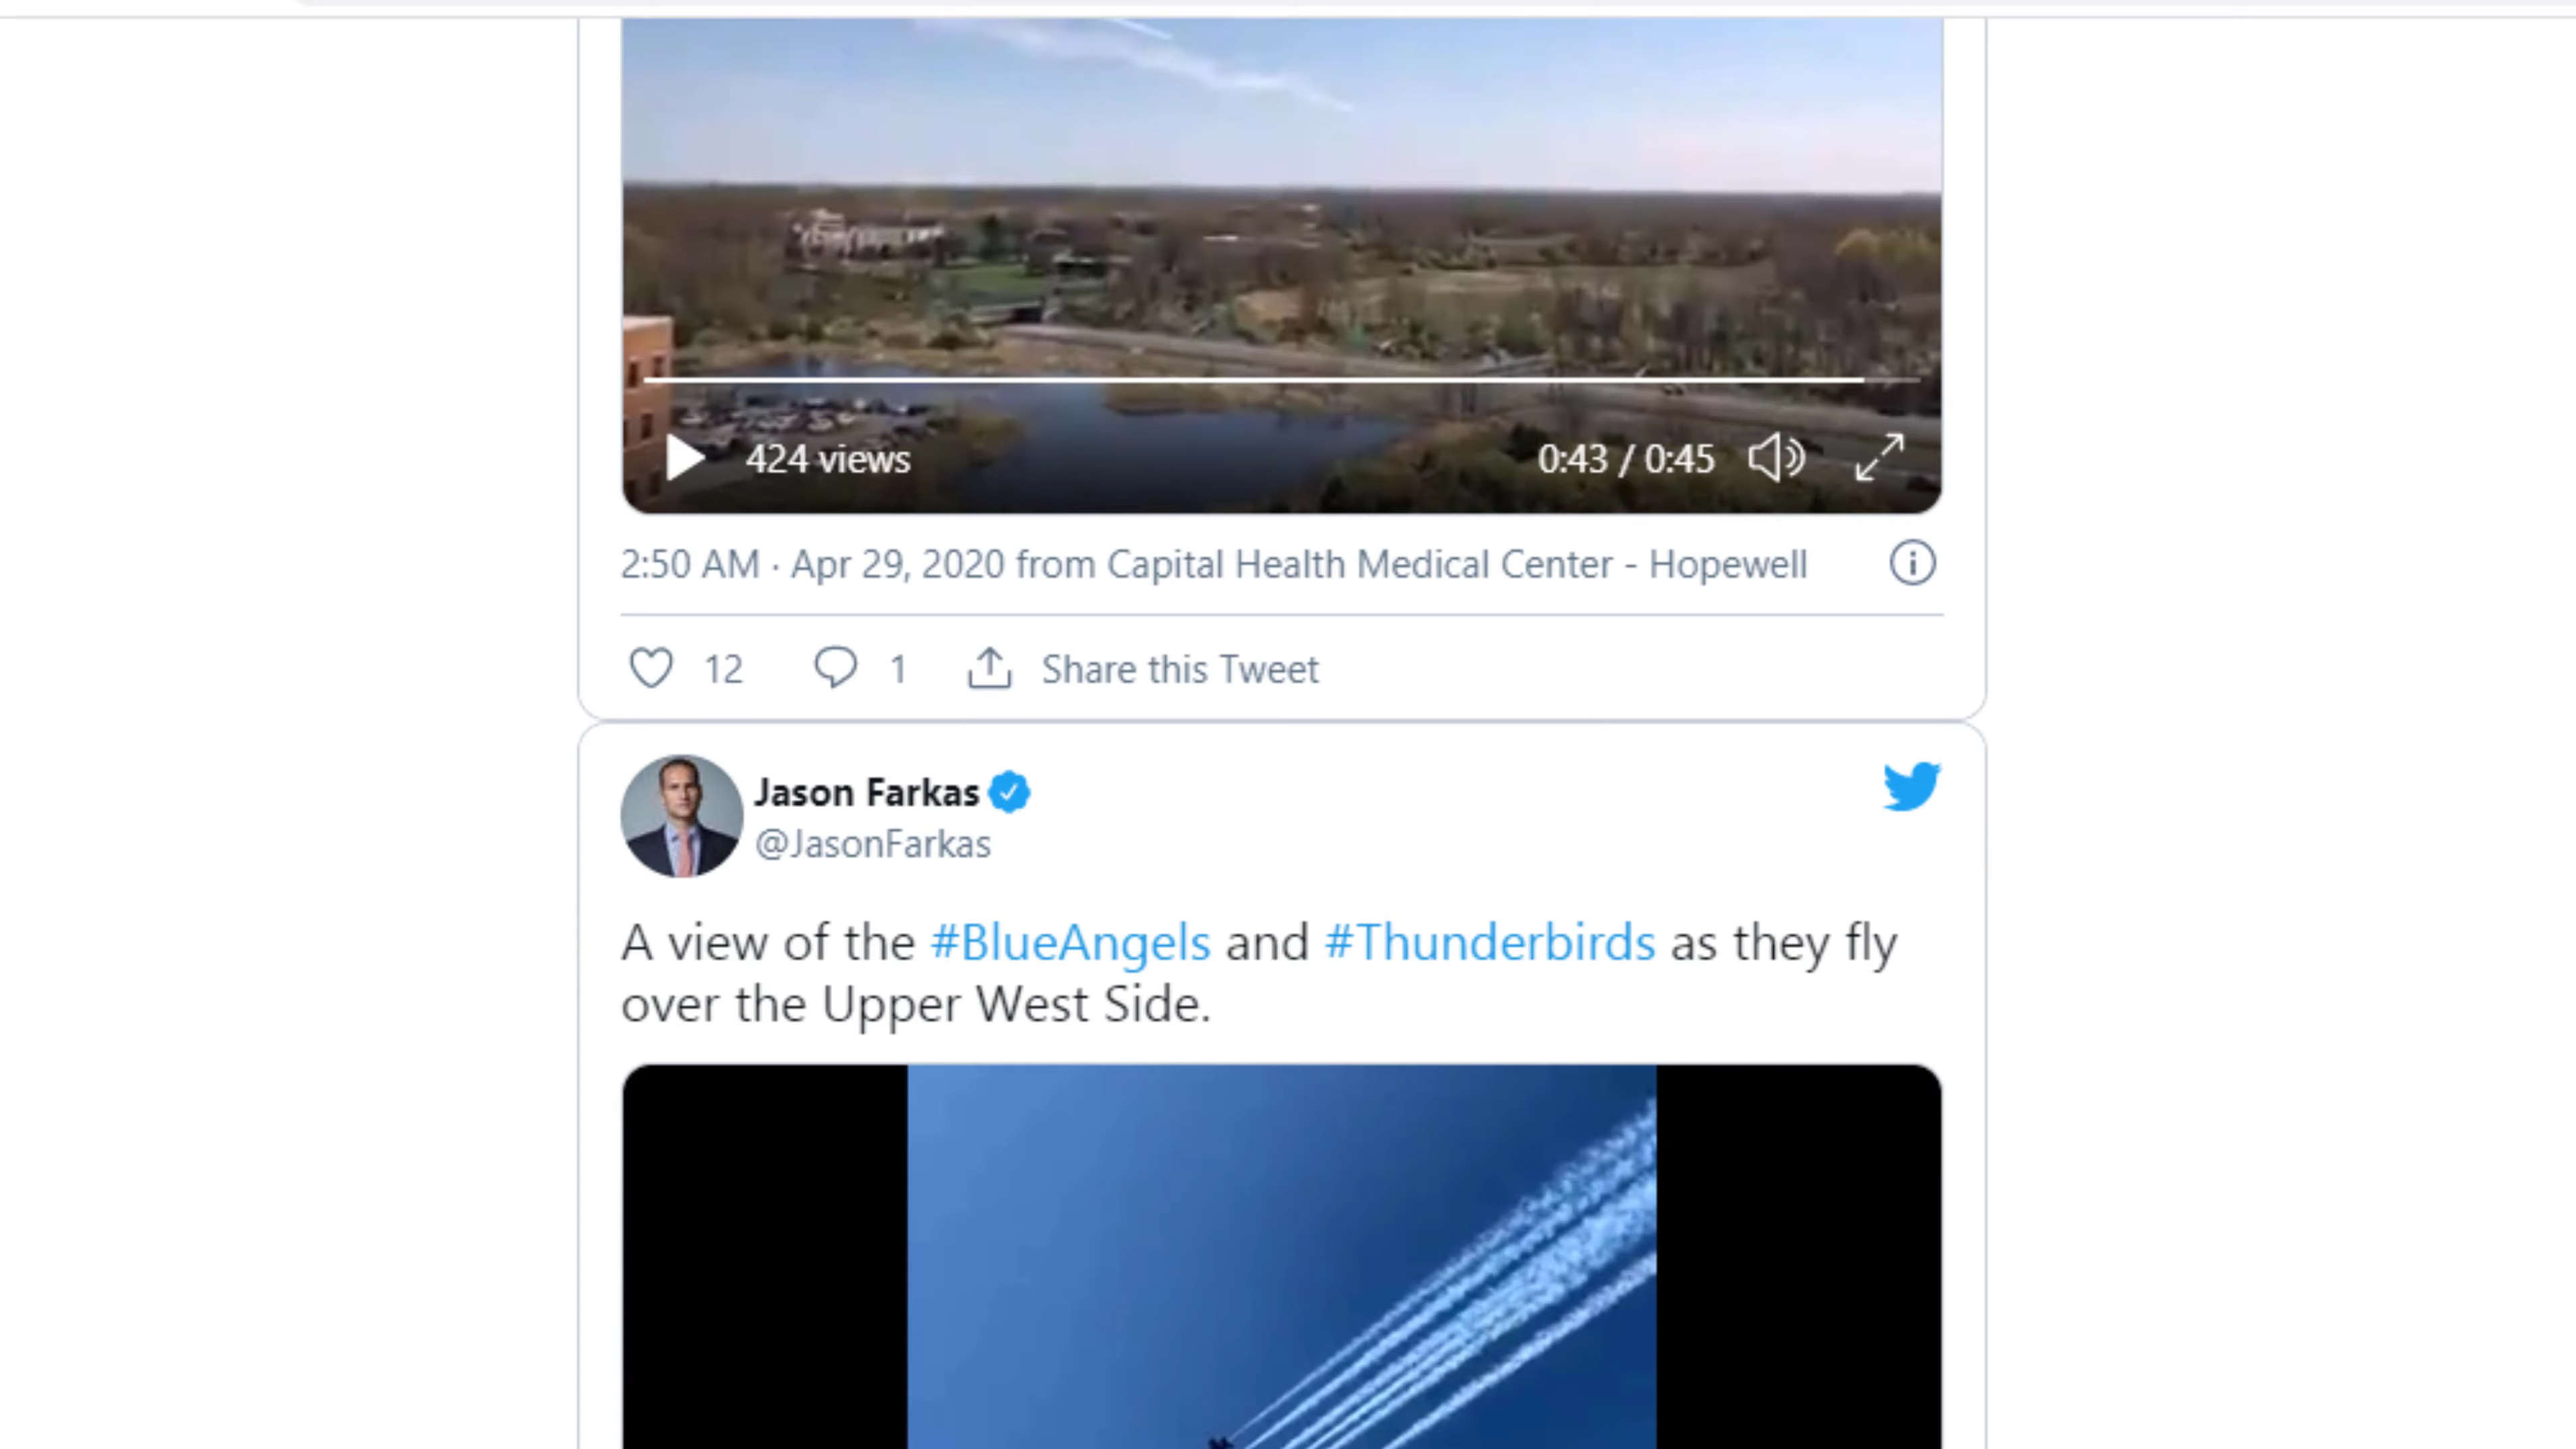 424 views
0:43 / 0:45
2:50 AM · Apr 29, 2020 from Capital Health Medical Center - Hopewell
12
1
Share this Tweet
Jason Farkas
@JasonFarkas
A view of the #BlueAngels and #Thunderbirds as they fly
over the Upper West Side.